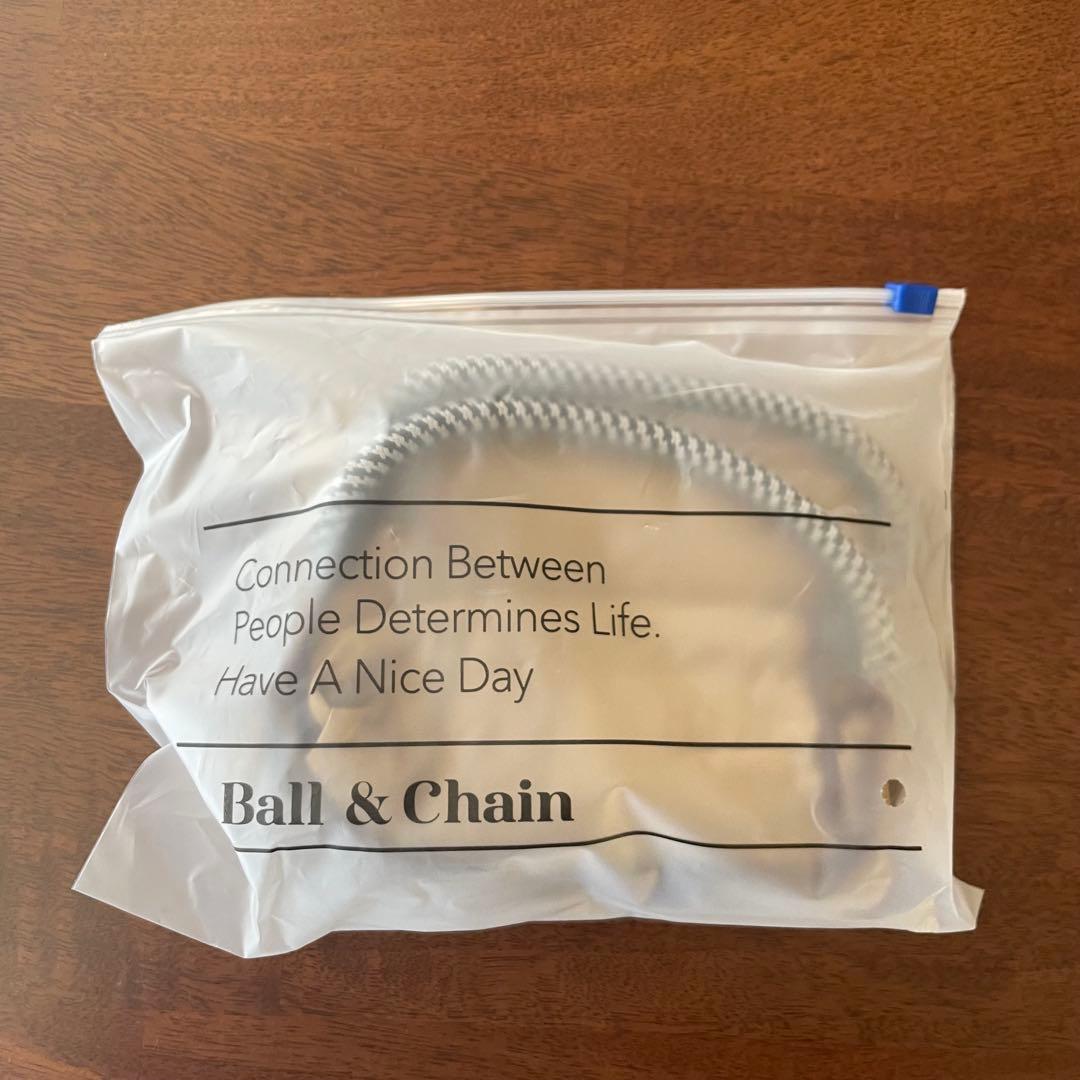 Connection Between
People Determines Life.
Have A Nice Day
Ball & Chain